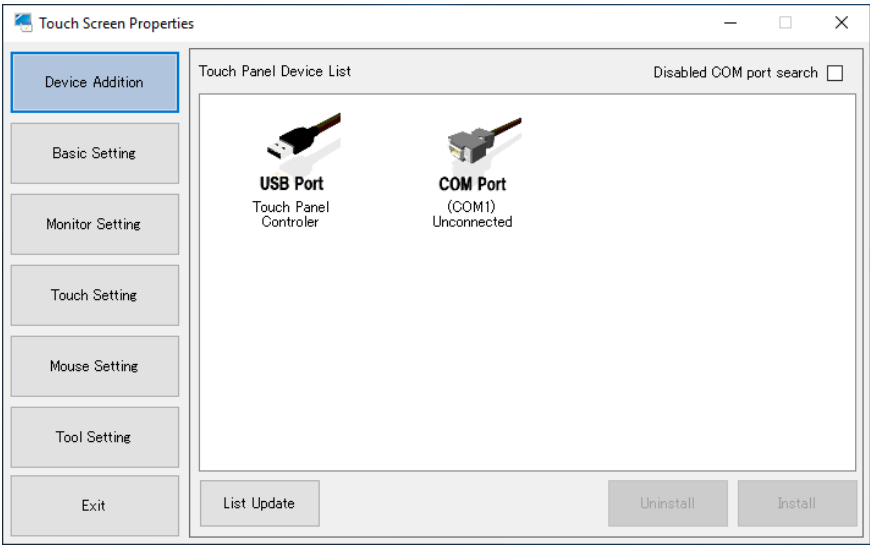 Touch Screen Properties
Device Addition
Basic Setting
Monitor Setting
Touch Setting
Mouse Setting
Tool Setting
Exit
Touch Panel Device List
Disabled COM port search
USB Port
Touch Panel
Controler
COM Port
(COM1)
Unconnected
List Update
Uninstall
Install